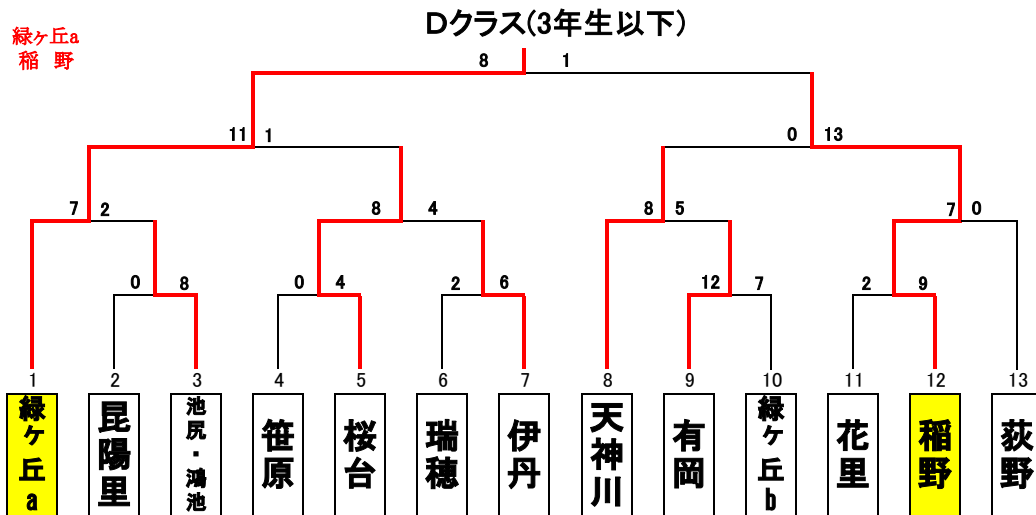 Dクラス(3年生以下)
緑ヶ丘a
稲 野
8 1
11 1 0 13
7 2 8 4 8 5 7 0
0 8 0 4 2 6 12 7 2 9
1 2 3 4 5 6 7 8 9 10 11 12 13
緑ヶ丘a
昆陽里
池尻・鴻池
笹原
桜台
瑞穂
伊丹
天神川
有岡
緑ヶ丘b
花里
稲野
荻野